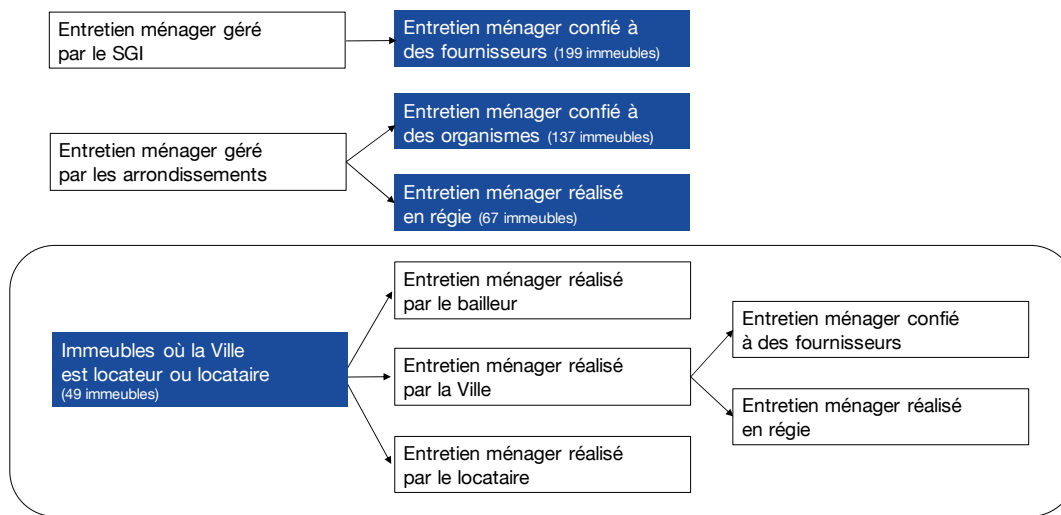 Entretien ménager géré
par le SGI
Entretien ménager confié à
des fournisseurs (199 immeubles)
Entretien ménager géré
par les arrondissements
Entretien ménager confié à
des organismes (137 immeubles)
Entretien ménager réalisé
en régie (67 immeubles)
Immeubles où la Ville
est locateur ou locataire
(49 immeubles)
Entretien ménager réalisé
par le bailleur
Entretien ménager réalisé
par la Ville
Entretien ménager réalisé
par le locataire
Entretien ménager confié
à des fournisseurs
Entretien ménager réalisé
en régie